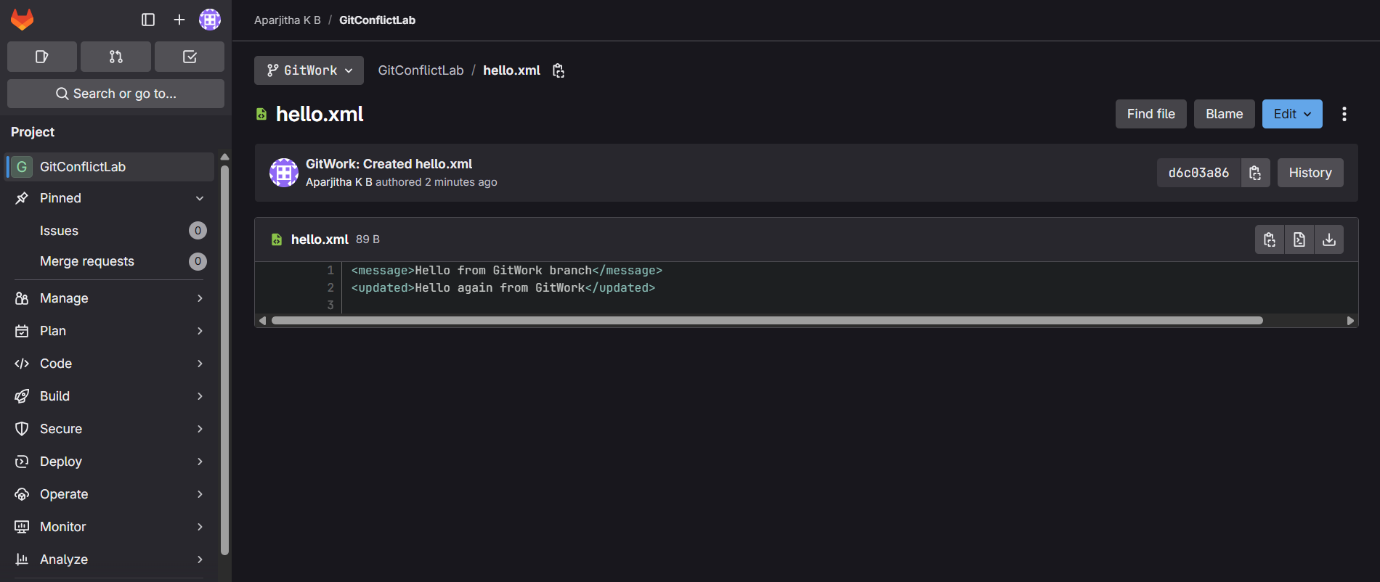 Aparjitha K B / GitConflictLab
Search or go to...
Project
G GitConflictLab
Pinned
Issues 0
Merge requests 0
Manage
Plan
Code
Build
Secure
Deploy
Operate
Monitor
Analyze
GitWork GitConflictLab / hello.xml
hello.xml
Find file Blame Edit
GitWork: Created hello.xml
Aparjitha K B authored 2 minutes ago
d6c03a86 History
hello.xml 89 B
1 <message>Hello from GitWork branch</message>
2 <updated>Hello again from GitWork</updated>
3